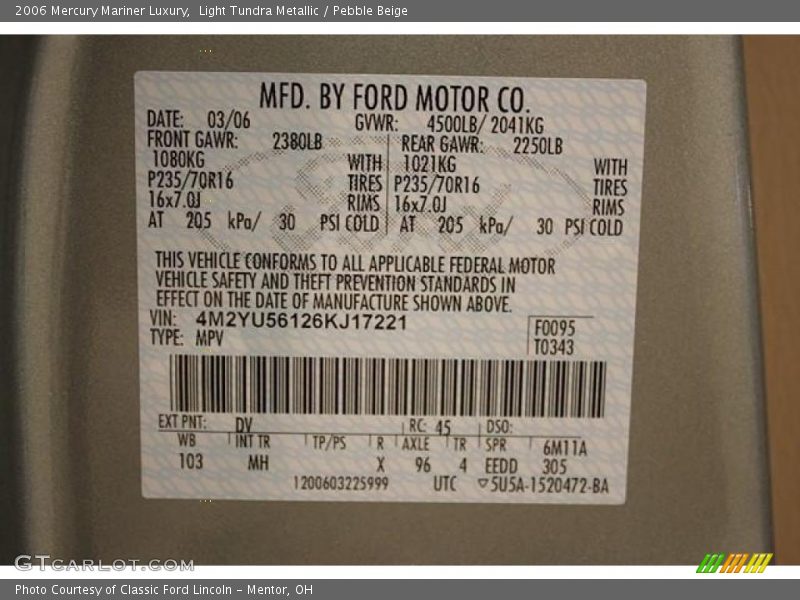 2006 Mercury Mariner Luxury,  Light Tundra Metallic / Pebble Beige
MFD. BY FORD MOTOR CO.
DATE: 03/06 GVWR: 4500LB/ 2041KG
FRONT GAWR: 2380LB REAR GAWR: 2250LB
1080KG WITH 1021KG WITH
P235/70R16 TIRES P235/70R16 TIRES
16x7.0J RIMS 16x7.0J RIMS
AT 205 kPa/ 30 PSI COLD AT 205 kPa/ 30 PSI COLD
THIS VEHICLE CONFORMS TO ALL APPLICABLE FEDERAL MOTOR
VEHICLE SAFETY AND THEFT PREVENTION STANDARDS IN
EFFECT ON THE DATE OF MANUFACTURE SHOWN ABOVE.
VIN: 4M2YU56126KJ17221 F0095
TYPE: MPV T0343
EXT PNT: DV RC: 45 DSO:
WB INT TR TP/PS R AXLE TR SPR 6M11A
103 MH X 96 4 EEDD 305
1200603225999 UTC ▽5U5A-1520472-BA
GTCARLOT.COM
Photo Courtesy of Classic Ford Lincoln - Mentor, OH